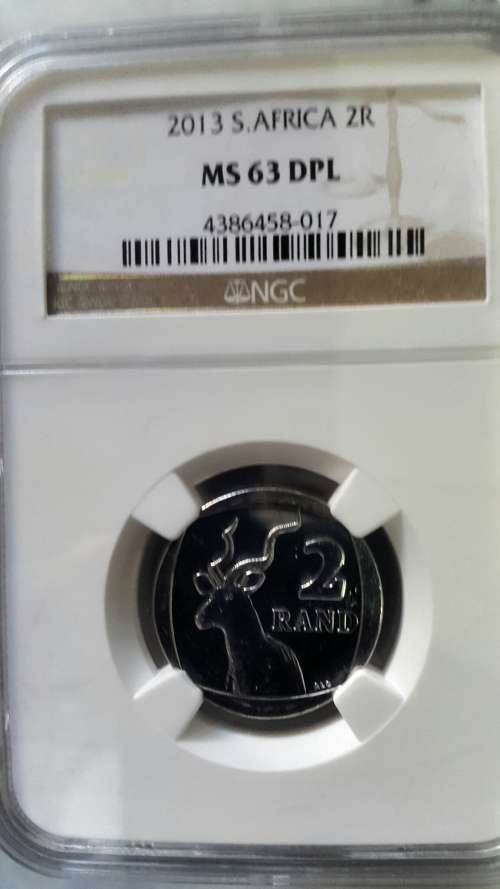 2013 S.AFRICA 2R
MS 63 DPL
4386458-017
NGC
2
RAND